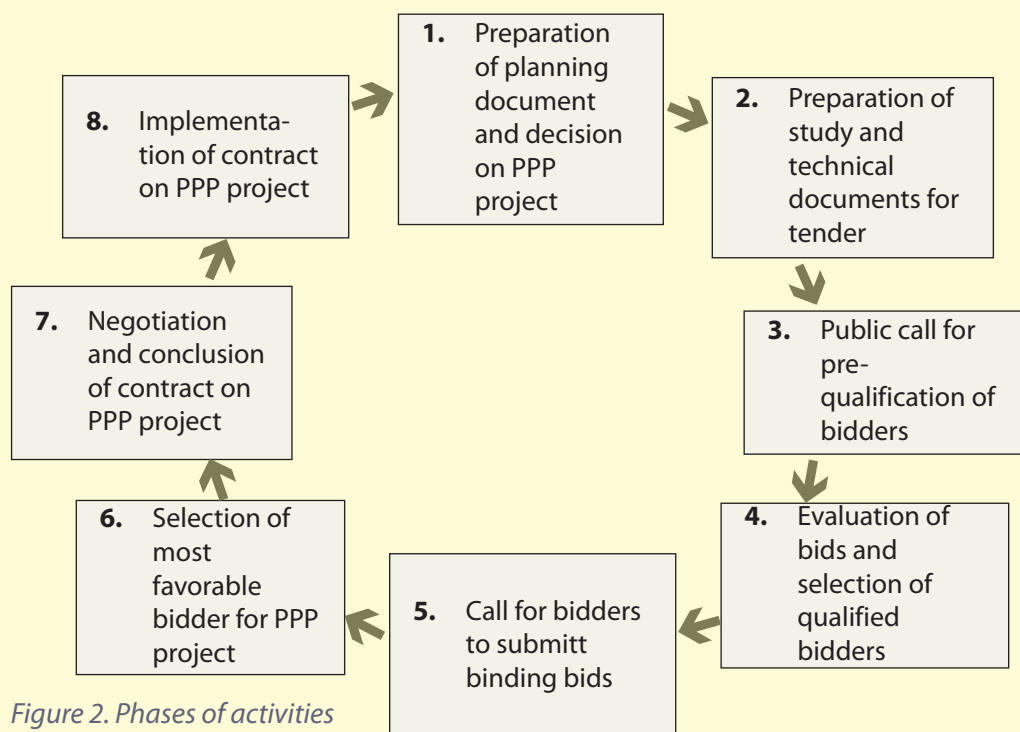 1. Preparation
of planning
document
and decision
on PPP
project
2. Preparation of
study and
technical
documents for
tender
3. Public call for
pre-
qualification of
bidders
4. Evaluation of
bids and
selection of
qualified
bidders
5. Call for bidders
to submitt
binding bids
6. Selection of
most
favorable
bidder for PPP
project
7. Negotiation
and conclusion
of contract on
PPP project
8. Implementa-
tion of contract
on PPP project
Figure 2. Phases of activities